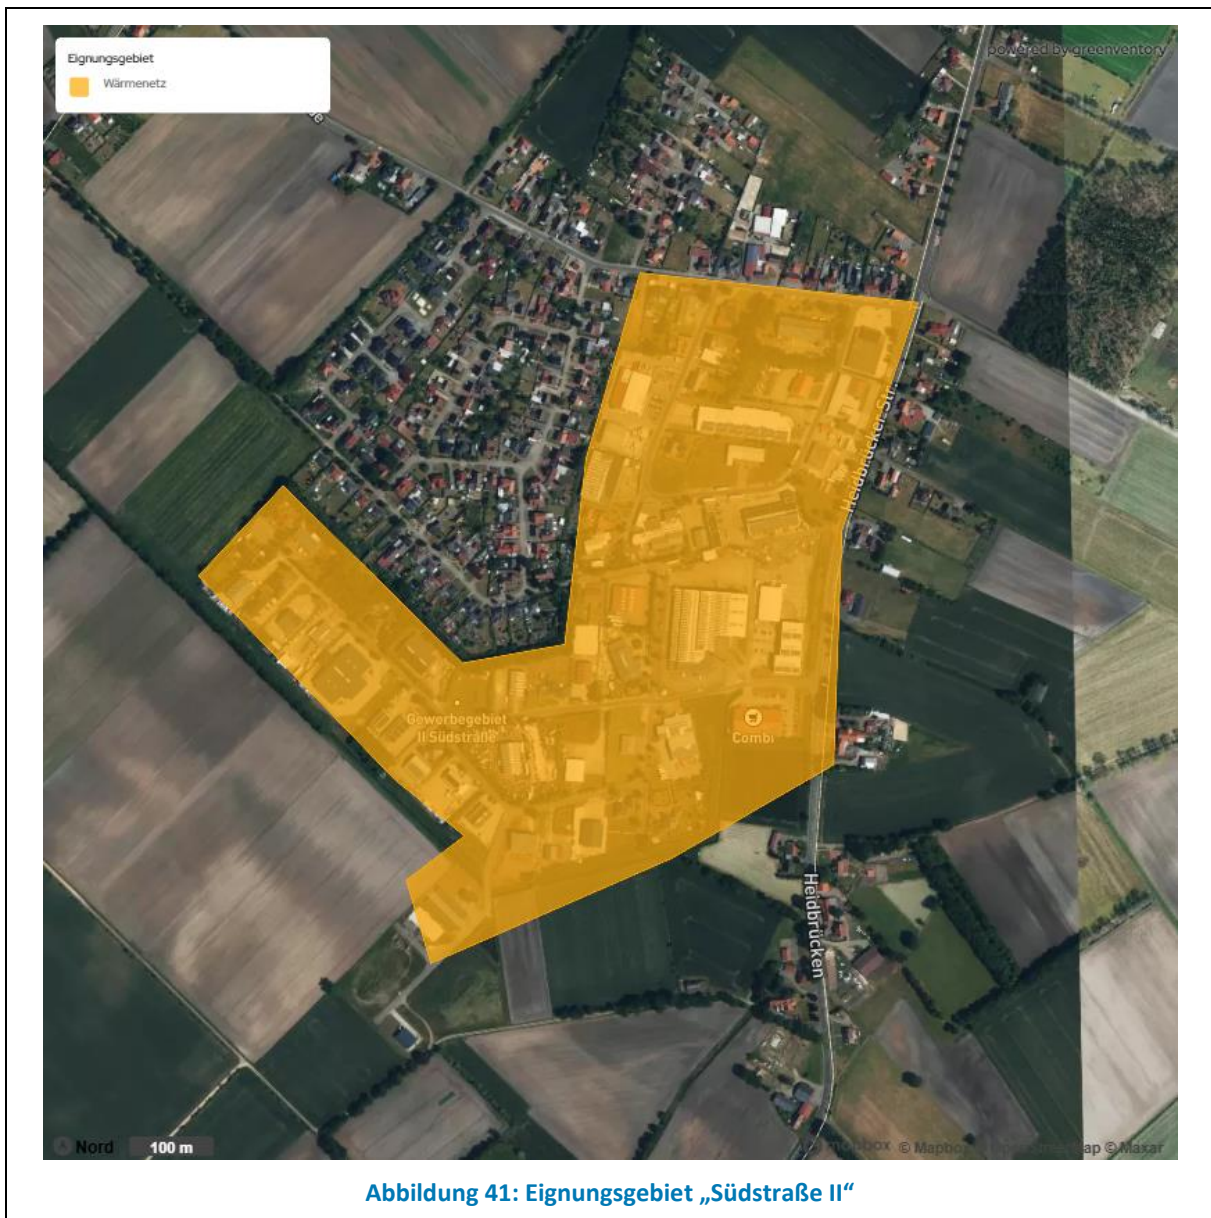 Eignungsgebiet
Wärmenetz
powered by greenventory
Heidbrücker Str.
Gewerbegebiet
II Südstraße
Combi
Heidbrücken
Nord
100 m
mapbox © Mapbox © Maxar
Abbildung 41: Eignungsgebiet „Südstraße II“